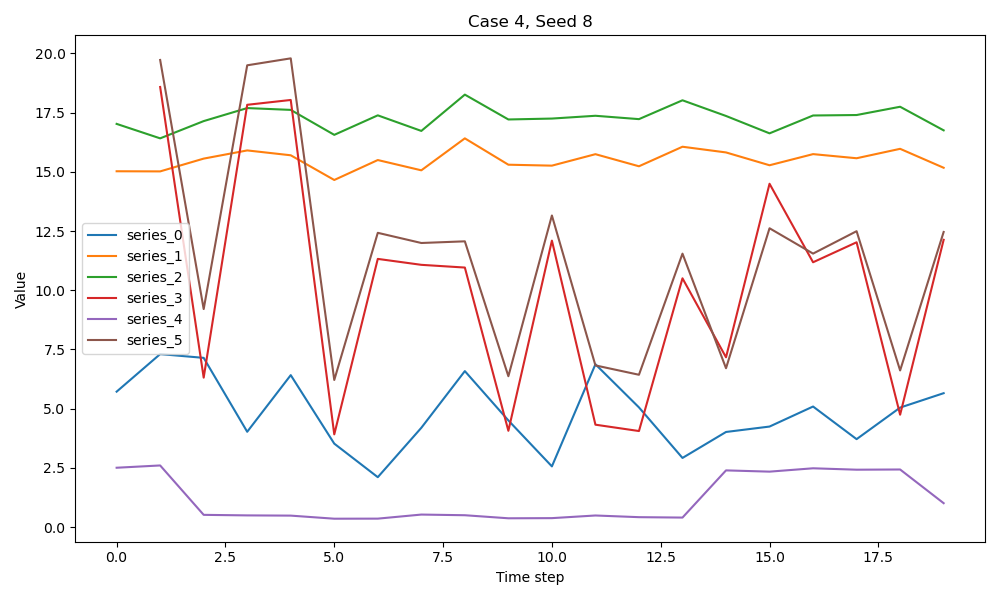 Case 4, Seed 8
20.0
17.5
15.0
12.5
10.0
7.5
5.0
2.5
0.0
Value
series_0
series_1
series_2
series_3
series_4
series_5
0.0 2.5 5.0 7.5 10.0 12.5 15.0 17.5
Time step